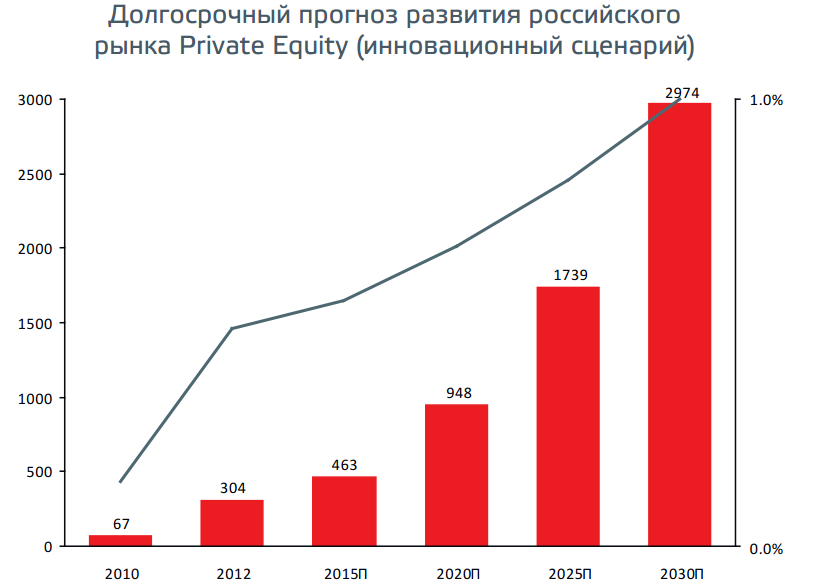 Долгосрочный прогноз развития российского
рынка Private Equity (инновационный сценарий)
3000
2500
2000
1500
1000
500
0
1.0%
0.0%
67
304
463
948
1739
2974
2010
2012
2015П
2020П
2025П
2030П